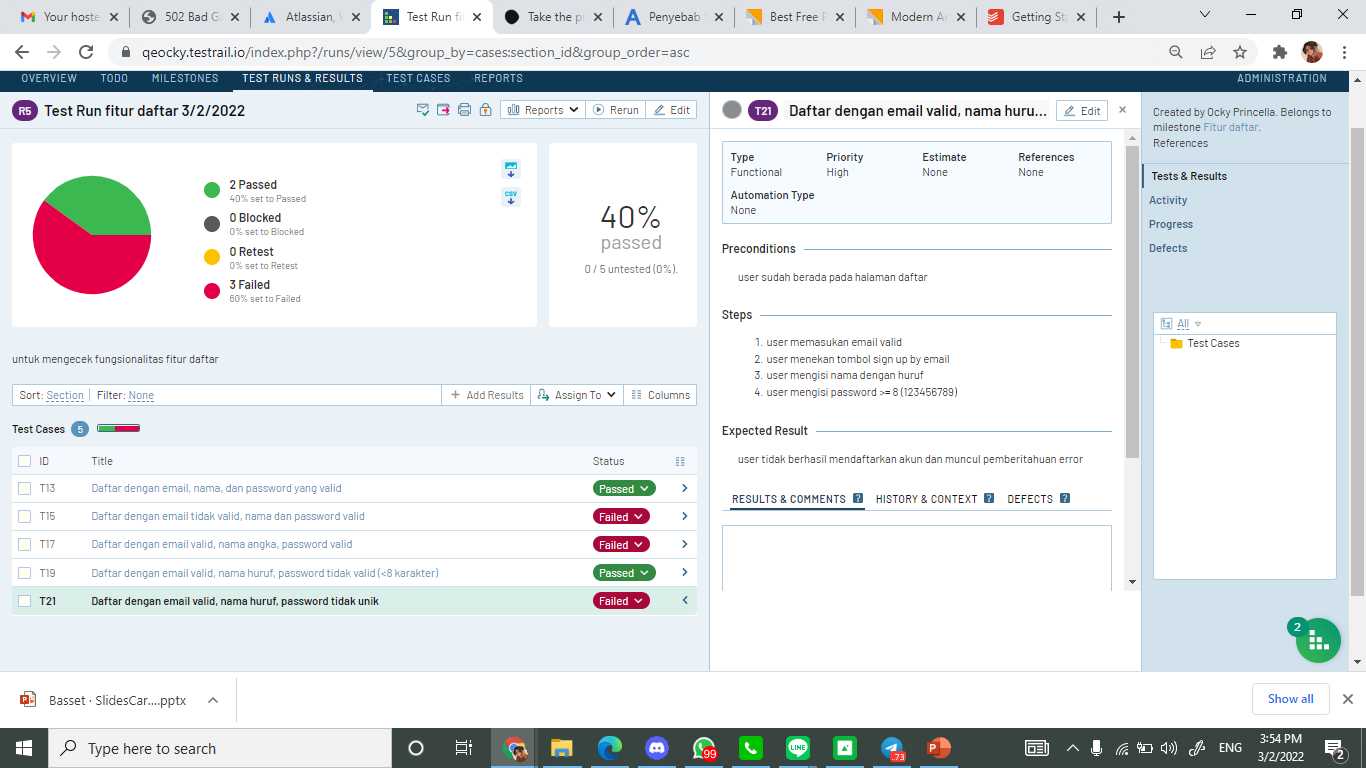 Your hoste
502 Bad G
Atlassian, V
Test Run fi
Take the p
Penyebab
Best Free P
Modern A
Getting St
qeocky.testrail.io/index.php?/runs/view/5&group_by=cases:section_id&group_order=asc
OVERVIEW TODO MILESTONES TEST RUNS & RESULTS TEST CASES REPORTS ADMINISTRATION
R5 Test Run fitur daftar 3/2/2022
Reports Rerun Edit
2 Passed
40% set to Passed
0 Blocked
0% set to Blocked
0 Retest
0% set to Retest
3 Failed
60% set to Failed
CSV
40%
passed
0 / 5 untested (0%).
untuk mengecek fungsionalitas fitur daftar
Sort: Section Filter: None
+ Add Results Assign To Columns
Test Cases 5
ID Title Status
T13 Daftar dengan email, nama, dan password yang valid Passed
T15 Daftar dengan email tidak valid, nama dan password valid Failed
T17 Daftar dengan email valid, nama angka, password valid Failed
T19 Daftar dengan email valid, nama huruf, password tidak valid (<8 karakter) Passed
T21 Daftar dengan email valid, nama huruf, password tidak unik Failed
T21 Daftar dengan email valid, nama huru... Edit
Type Priority Estimate References
Functional High None None
Automation Type
None
Preconditions
user sudah berada pada halaman daftar
Steps
1. user memasukan email valid
2. user menekan tombol sign up by email
3. user mengisi nama dengan huruf
4. user mengisi password >= 8 (123456789)
Expected Result
user tidak berhasil mendaftarkan akun dan muncul pemberitahuan error
RESULTS & COMMENTS ? HISTORY & CONTEXT ? DEFECTS ?
Created by Ocky Princella. Belongs to
milestone Fitur daftar.
References
Tests & Results
Activity
Progress
Defects
All
Test Cases
2
Basset · SlidesCar....pptx
Show all
Type here to search
99
73
ENG
3:54 PM
3/2/2022
2